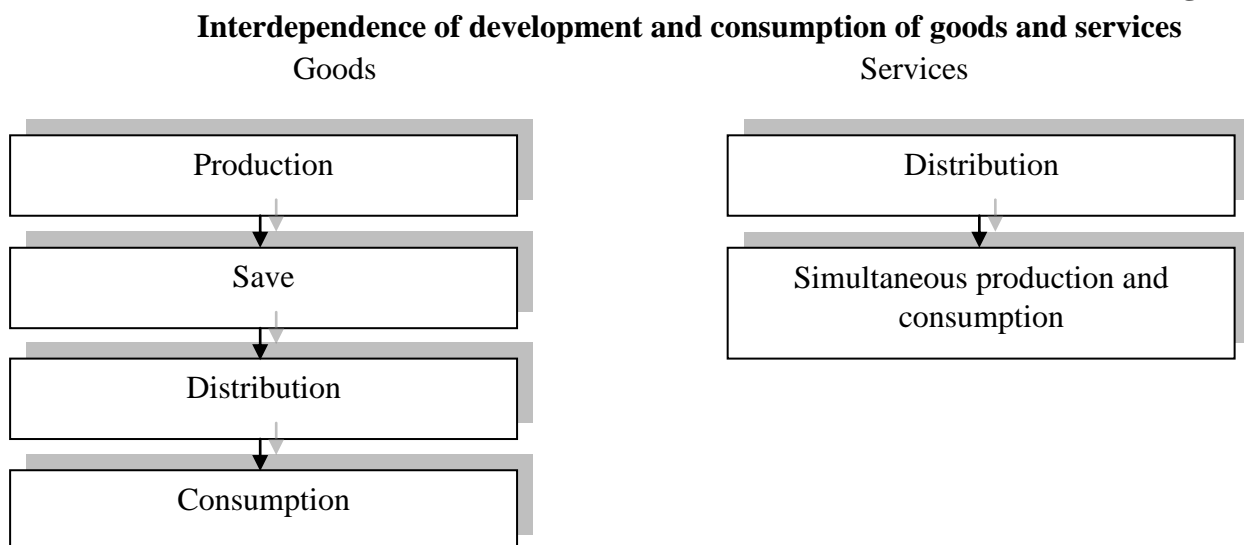 Interdependence of development and consumption of goods and services
Goods
Services
Production
Save
Distribution
Consumption
Distribution
Simultaneous production and
consumption